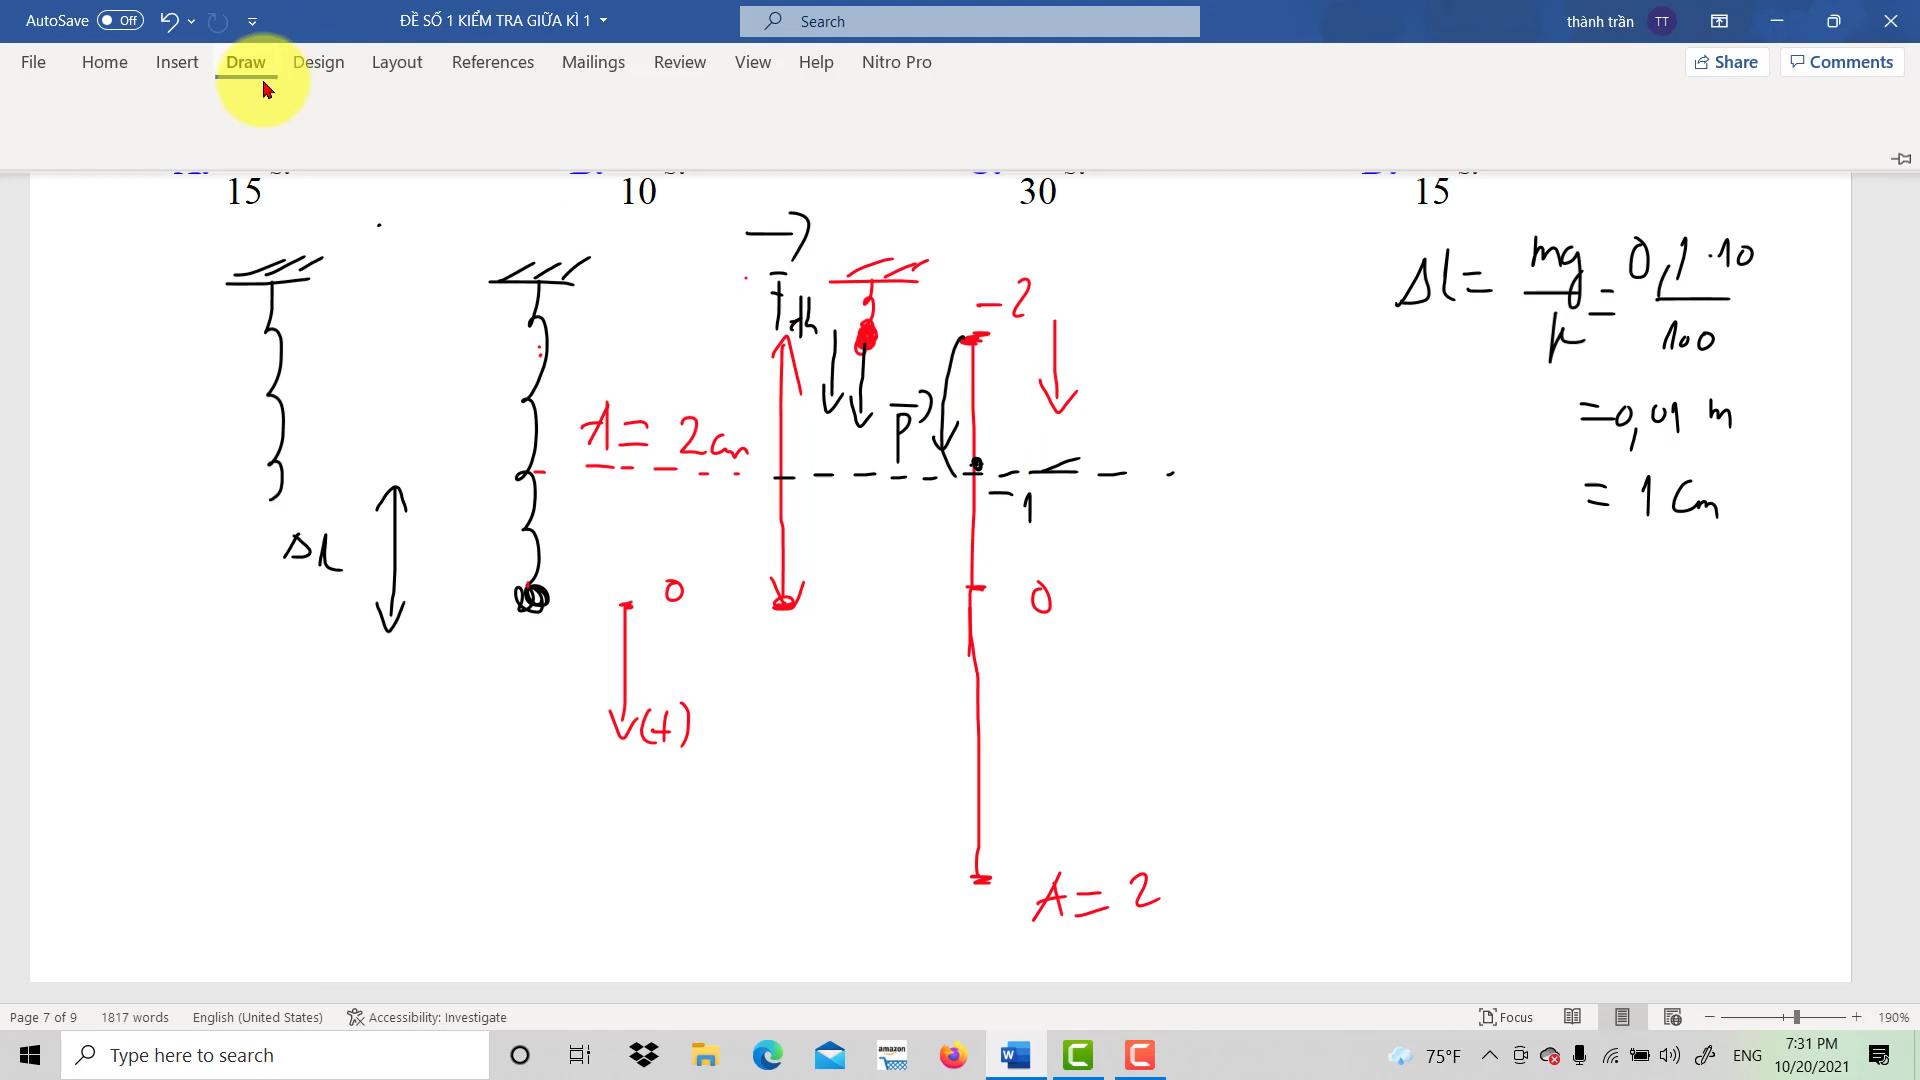 AutoSave Off ĐỀ SỐ 1 KIỂM TRA GIỮA KÌ 1 Search thành trần TT
File Home Insert Draw Design Layout References Mailings Review View Help Nitro Pro Share Comments
15 10 30 15
Δl = mg/k = 0,1.10/100
= 0,01 m
= 1 cm
-2
Fđh
P
A = 2cm
-1
Δl
0
0
(+)
A = 2
Page 7 of 9 1817 words English (United States) Accessibility: Investigate Focus 190%
Type here to search
amazon
75°F ENG 7:31 PM
10/20/2021